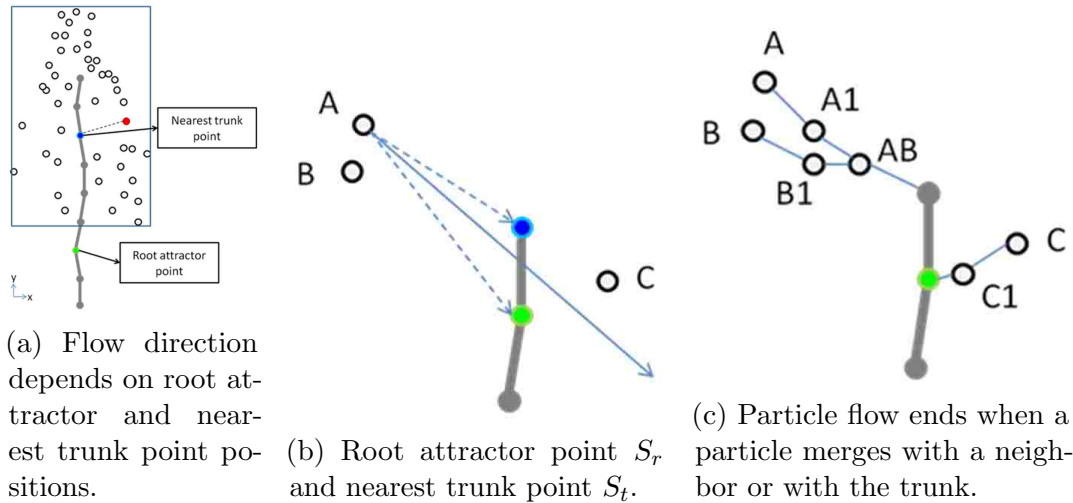 Nearest trunk
point
Root attractor
point
y
x
(a) Flow direction
depends on root at-
tractor and near-
est trunk point po-
sitions.
A
B
C
(b) Root attractor point S_r
and nearest trunk point S_t.
A
A1
B
AB
B1
C
C1
(c) Particle flow ends when a
particle merges with a neigh-
bor or with the trunk.